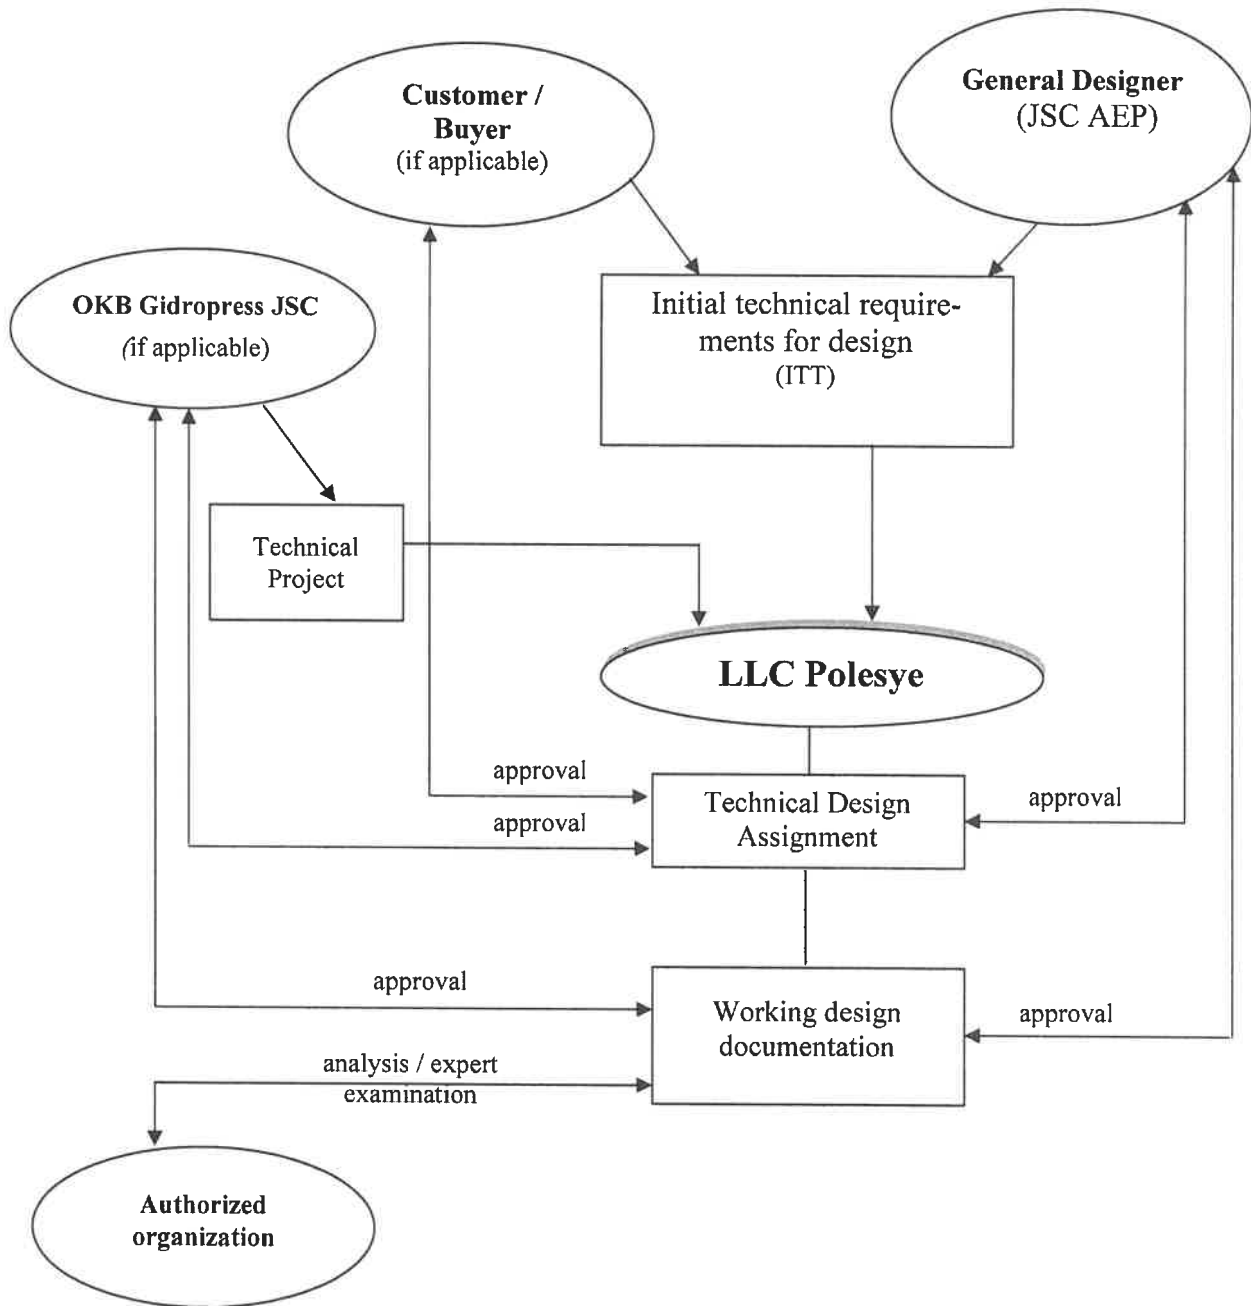 Customer /
Buyer
(if applicable)
General Designer
(JSC AEP)
OKB Gidropress JSC
(if applicable)
Initial technical require-
ments for design
(ITT)
Technical
Project
LLC Polesye
approval
approval
Technical Design
Assignment
approval
approval
Working design
documentation
approval
analysis / expert
examination
Authorized
organization